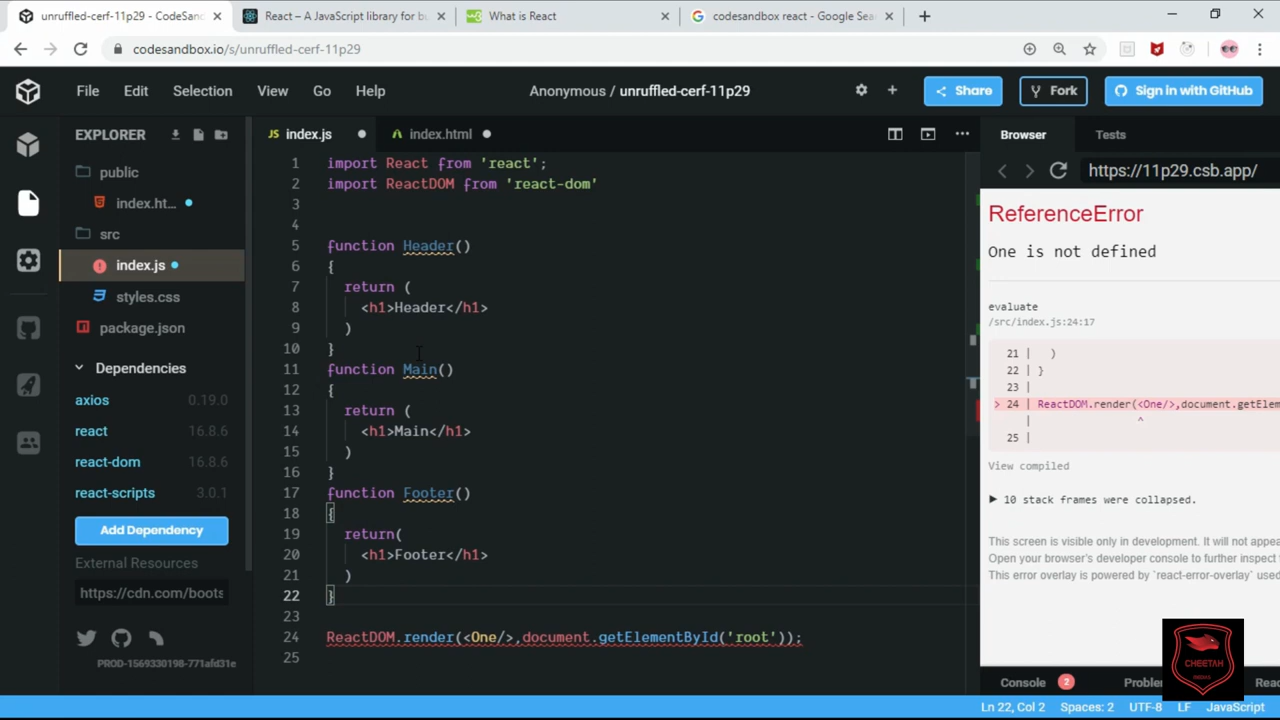 unruffled-cerf-11p29 - CodeSan
React – A JavaScript library for bu
What is React
codesandbox react - Google Sea
codesandbox.io/s/unruffled-cerf-11p29
File Edit Selection View Go Help
Anonymous / unruffled-cerf-11p29
Share
Fork
Sign in with GitHub
EXPLORER
public
index.ht...
src
index.js
styles.css
package.json
Dependencies
axios 0.19.0
react 16.8.6
react-dom 16.8.6
react-scripts 3.0.1
Add Dependency
External Resources
https://cdn.com/boots
PROD-1569330198-771afd31e
JS index.js
index.html
1 import React from 'react';
2 import ReactDOM from 'react-dom'
3
4
5 function Header()
6 {
7 return (
8 <h1>Header</h1>
9 )
10 }
11 function Main()
12 {
13 return (
14 <h1>Main</h1>
15 )
16 }
17 function Footer()
18 {
19 return(
20 <h1>Footer</h1>
21 )
22 }
23
24 ReactDOM.render(<One/>,document.getElementById('root'));
25
Browser
Tests
https://11p29.csb.app/
ReferenceError
One is not defined
evaluate
/src/index.js:24:17
21 | )
22 | }
23 |
> 24 | ReactDOM.render(<One/>,document.getElem
| ^
25 |
View compiled
▶ 10 stack frames were collapsed.
This screen is visible only in development. It will not appea
Open your browser's developer console to further inspect t
This error overlay is powered by `react-error-overlay` used
CHEETAH
Console 2
Problem
Reac
Ln 22, Col 2 Spaces: 2 UTF-8 LF JavaScript